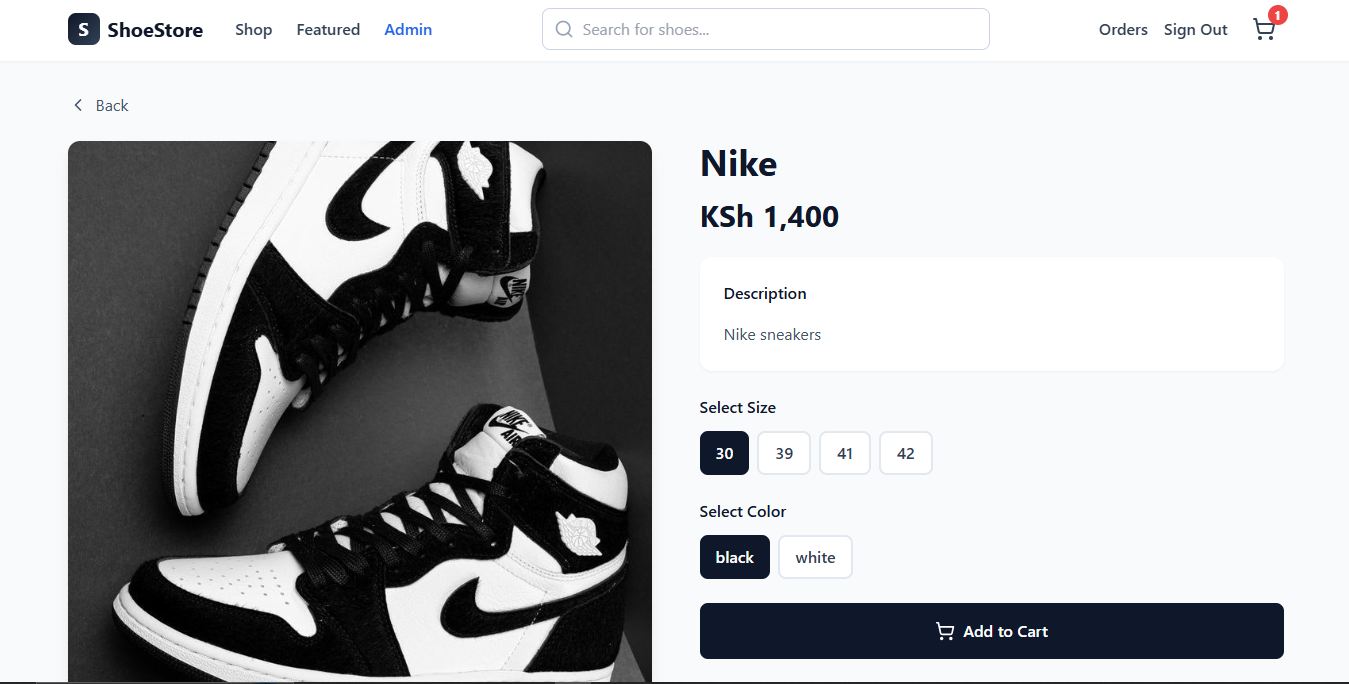 S ShoeStore Shop Featured Admin Search for shoes... Orders Sign Out 1
Back
Nike
KSh 1,400
Description
Nike sneakers
Select Size
30 39 41 42
Select Color
black white
Add to Cart
NIKE
NIKE
AIR